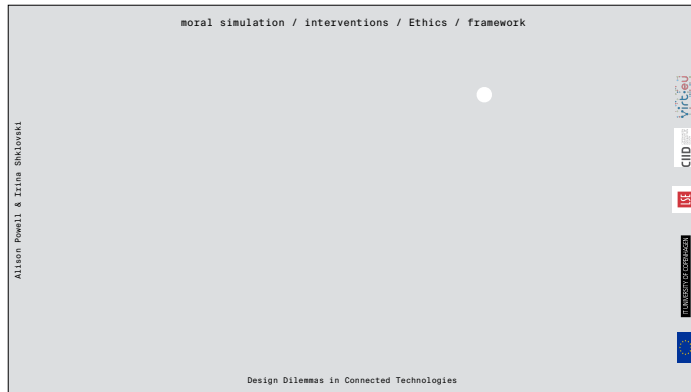 moral simulation / interventions / Ethics / framework
Alison Powell & Irina Shklovski
virt·eu
CIID
LSE
IT UNIVERSITY OF COPENHAGEN
Design Dilemmas in Connected Technologies